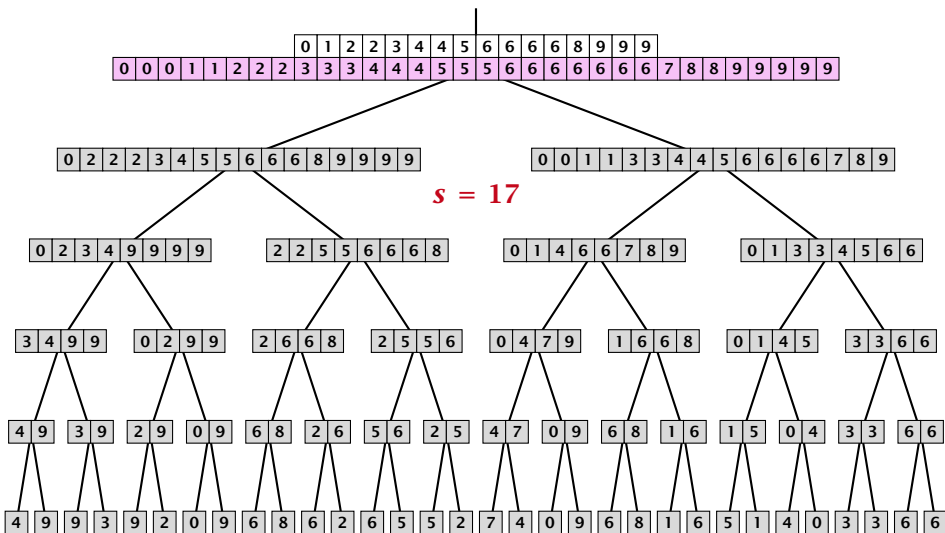 0 1 2 2 3 4 4 5 6 6 6 6 8 9 9 9
0 0 0 1 1 2 2 2 3 3 3 4 4 4 5 5 5 6 6 6 6 6 6 6 7 8 8 9 9 9 9 9
0 2 2 2 3 4 5 5 6 6 6 8 9 9 9 9 0 0 1 1 3 3 4 4 5 6 6 6 6 7 8 9
s = 17
0 2 3 4 9 9 9 9 2 2 5 5 6 6 6 8 0 1 4 6 6 7 8 9 0 1 3 3 4 5 6 6
3 4 9 9 0 2 9 9 2 6 6 8 2 5 5 6 0 4 7 9 1 6 6 8 0 1 4 5 3 3 6 6
4 9 3 9 2 9 0 9 6 8 2 6 5 6 2 5 4 7 0 9 6 8 1 6 1 5 0 4 3 3 6 6
4 9 9 3 9 2 0 9 6 8 6 2 6 5 5 2 7 4 0 9 6 8 1 6 5 1 4 0 3 3 6 6